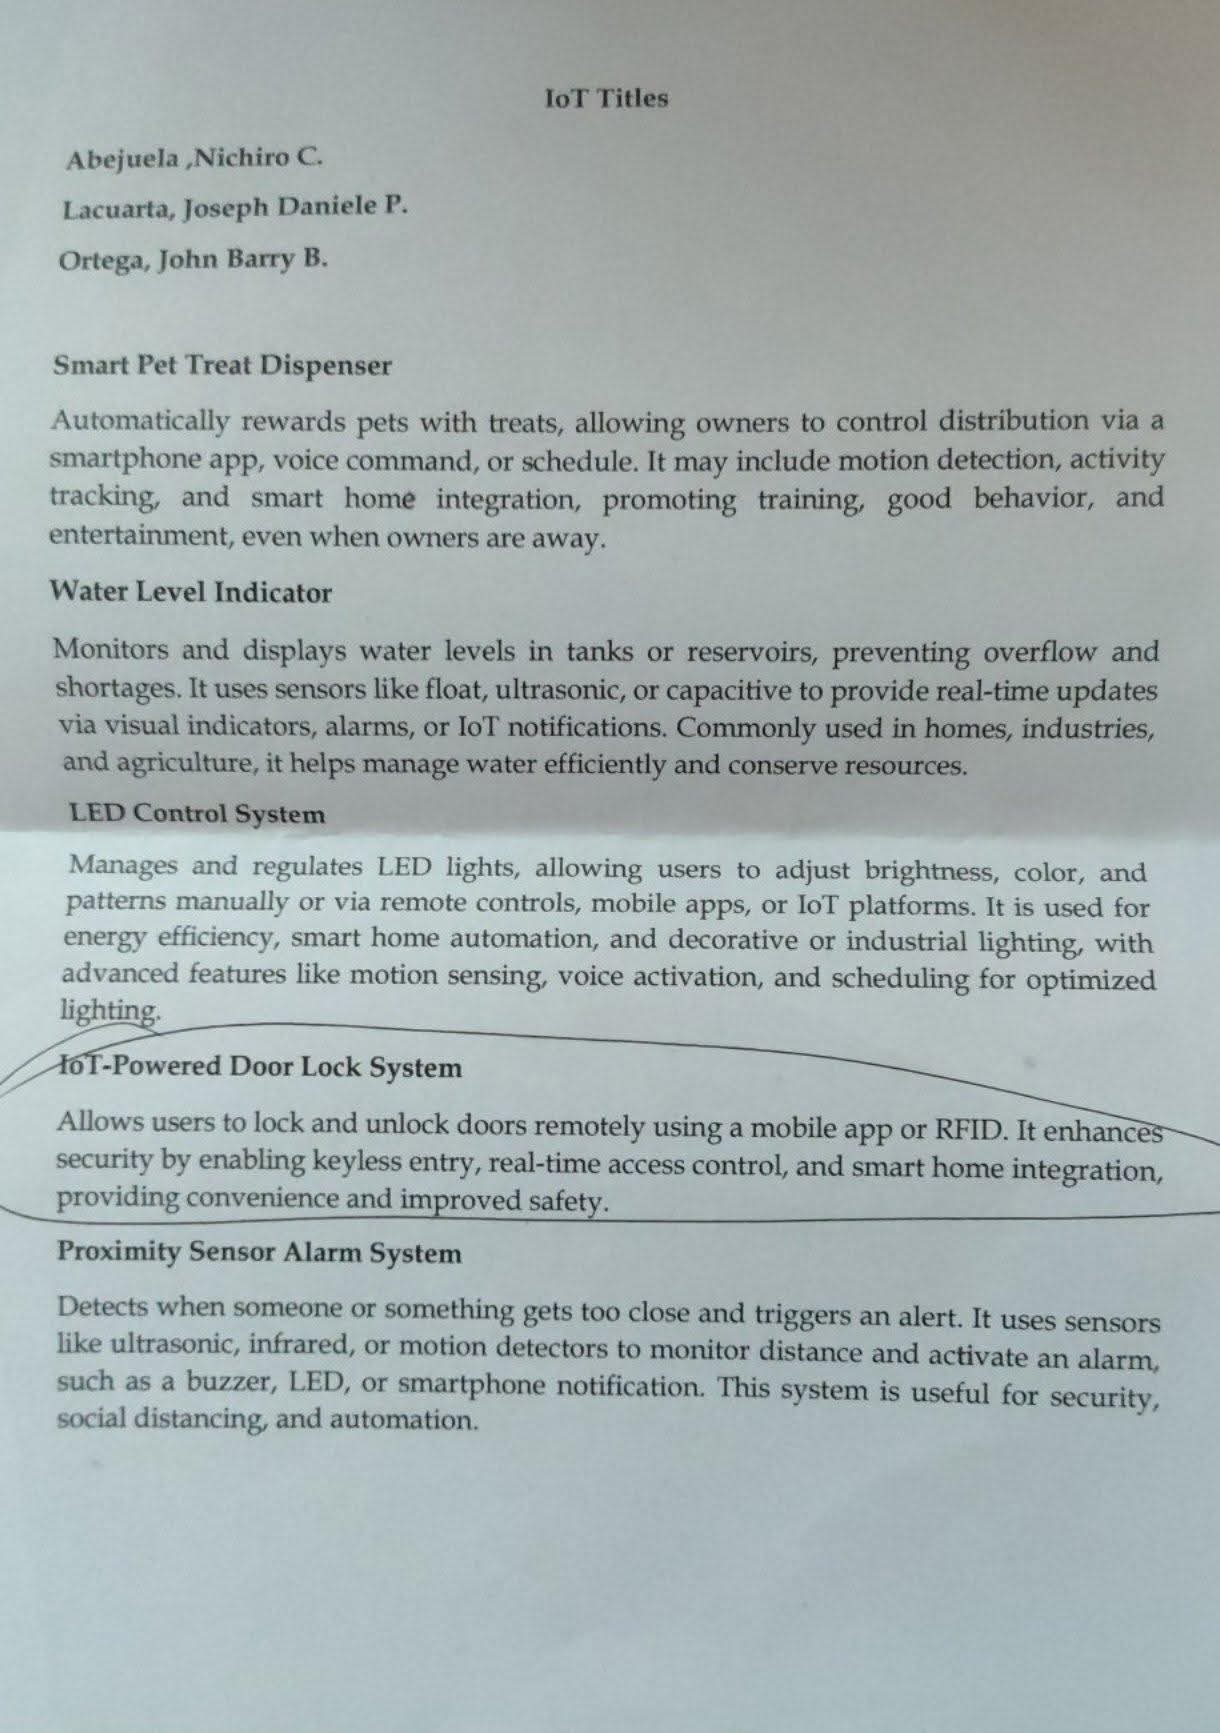 IoT Titles
Abejuela ,Nichiro C.
Lacuarta, Joseph Daniele P.
Ortega, John Barry B.
Smart Pet Treat Dispenser
Automatically rewards pets with treats, allowing owners to control distribution via a
smartphone app, voice command, or schedule. It may include motion detection, activity
tracking, and smart home integration, promoting training, good behavior, and
entertainment, even when owners are away.
Water Level Indicator
Monitors and displays water levels in tanks or reservoirs, preventing overflow and
shortages. It uses sensors like float, ultrasonic, or capacitive to provide real-time updates
via visual indicators, alarms, or IoT notifications. Commonly used in homes, industries,
and agriculture, it helps manage water efficiently and conserve resources.
LED Control System
Manages and regulates LED lights, allowing users to adjust brightness, color, and
patterns manually or via remote controls, mobile apps, or IoT platforms. It is used for
energy efficiency, smart home automation, and decorative or industrial lighting, with
advanced features like motion sensing, voice activation, and scheduling for optimized
lighting.
IoT-Powered Door Lock System
Allows users to lock and unlock doors remotely using a mobile app or RFID. It enhances
security by enabling keyless entry, real-time access control, and smart home integration,
providing convenience and improved safety.
Proximity Sensor Alarm System
Detects when someone or something gets too close and triggers an alert. It uses sensors
like ultrasonic, infrared, or motion detectors to monitor distance and activate an alarm,
such as a buzzer, LED, or smartphone notification. This system is useful for security,
social distancing, and automation.